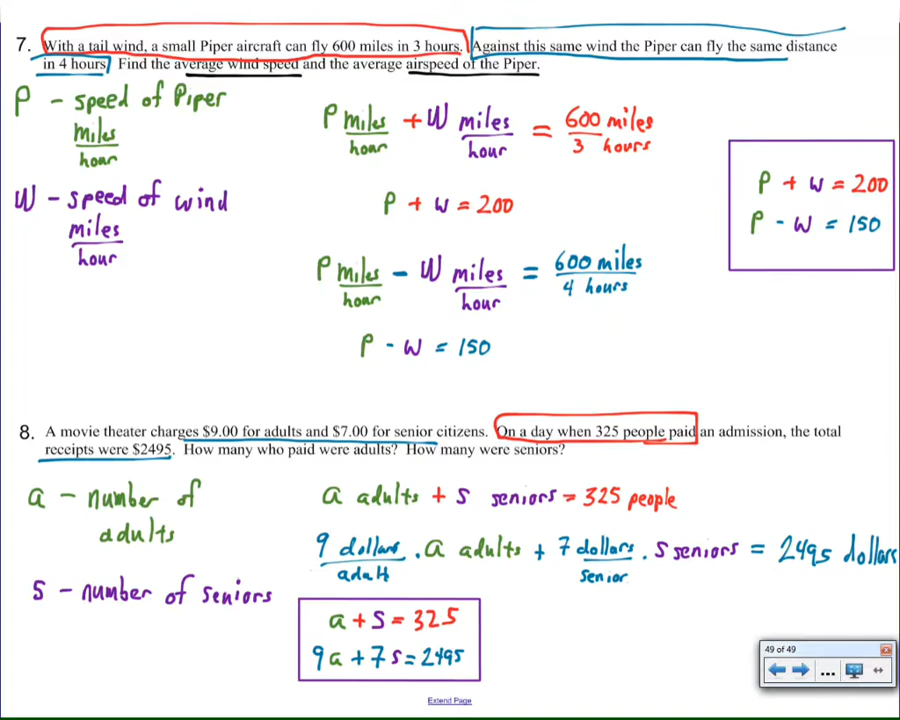 7. With a tail wind, a small Piper aircraft can fly 600 miles in 3 hours. Against this same wind the Piper can fly the same distance
in 4 hours. Find the average wind speed and the average airspeed of the Piper.
P - speed of Piper
miles
hour
W - speed of wind
miles
hour
P miles + W miles = 600 miles
hour hour 3 hours
P + W = 200
P miles - W miles = 600 miles
hour hour 4 hours
P - W = 150
P + W = 200
P - W = 150
8. A movie theater charges $9.00 for adults and $7.00 for senior citizens. On a day when 325 people paid an admission, the total
receipts were $2495. How many who paid were adults? How many were seniors?
a - number of
adults
S - number of seniors
a adults + S seniors = 325 people
9 dollars . a adults + 7 dollars . S seniors = 2495 dollars
adult senior
a + S = 325
9a + 7s = 2495
49 of 49
...
Extend Page